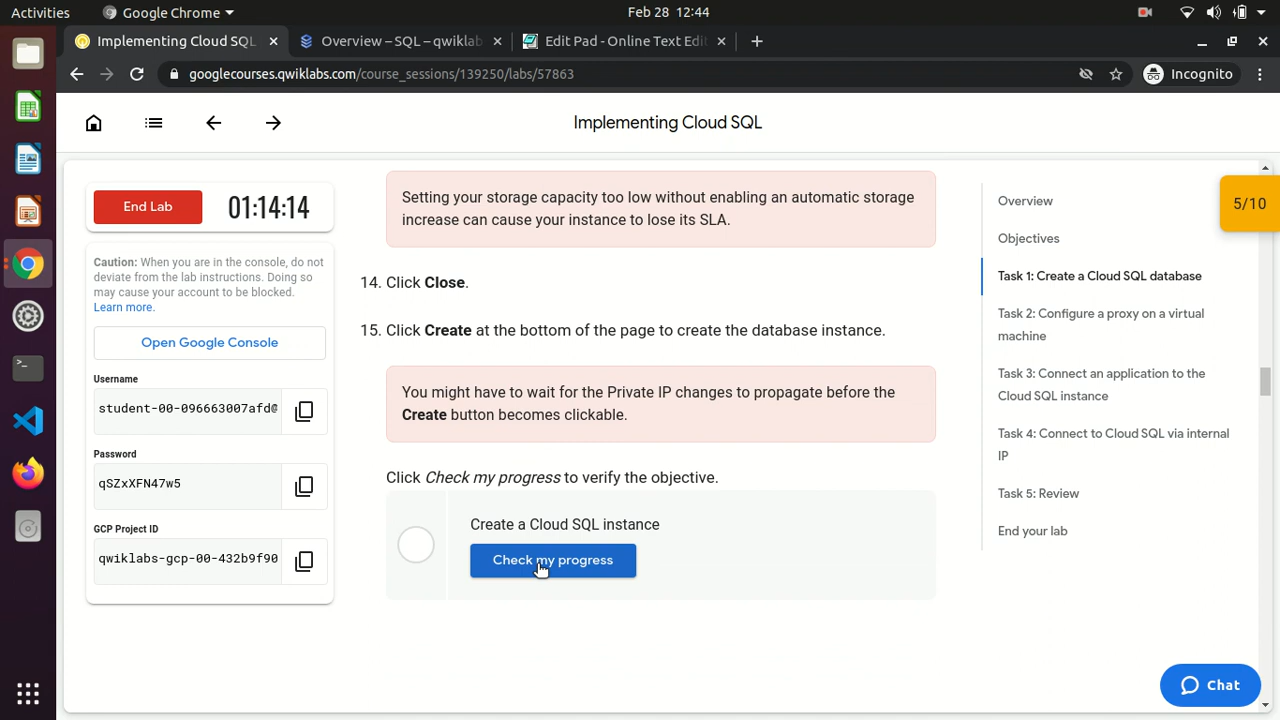 Activities
Google Chrome
Feb 28 12:44
Implementing Cloud SQL
Overview – SQL – qwiklab
Edit Pad - Online Text Edit
googlecourses.qwiklabs.com/course_sessions/139250/labs/57863
Incognito
Implementing Cloud SQL
End Lab
01:14:14
Caution: When you are in the console, do not
deviate from the lab instructions. Doing so
may cause your account to be blocked.
Learn more.
Open Google Console
Username
student-00-096663007afd@
Password
qSZxXFN47w5
GCP Project ID
qwiklabs-gcp-00-432b9f90
Setting your storage capacity too low without enabling an automatic storage
increase can cause your instance to lose its SLA.
14. Click Close.
15. Click Create at the bottom of the page to create the database instance.
You might have to wait for the Private IP changes to propagate before the
Create button becomes clickable.
Click Check my progress to verify the objective.
Create a Cloud SQL instance
Check my progress
Overview
Objectives
Task 1: Create a Cloud SQL database
Task 2: Configure a proxy on a virtual
machine
Task 3: Connect an application to the
Cloud SQL instance
Task 4: Connect to Cloud SQL via internal
IP
Task 5: Review
End your lab
5/10
Chat